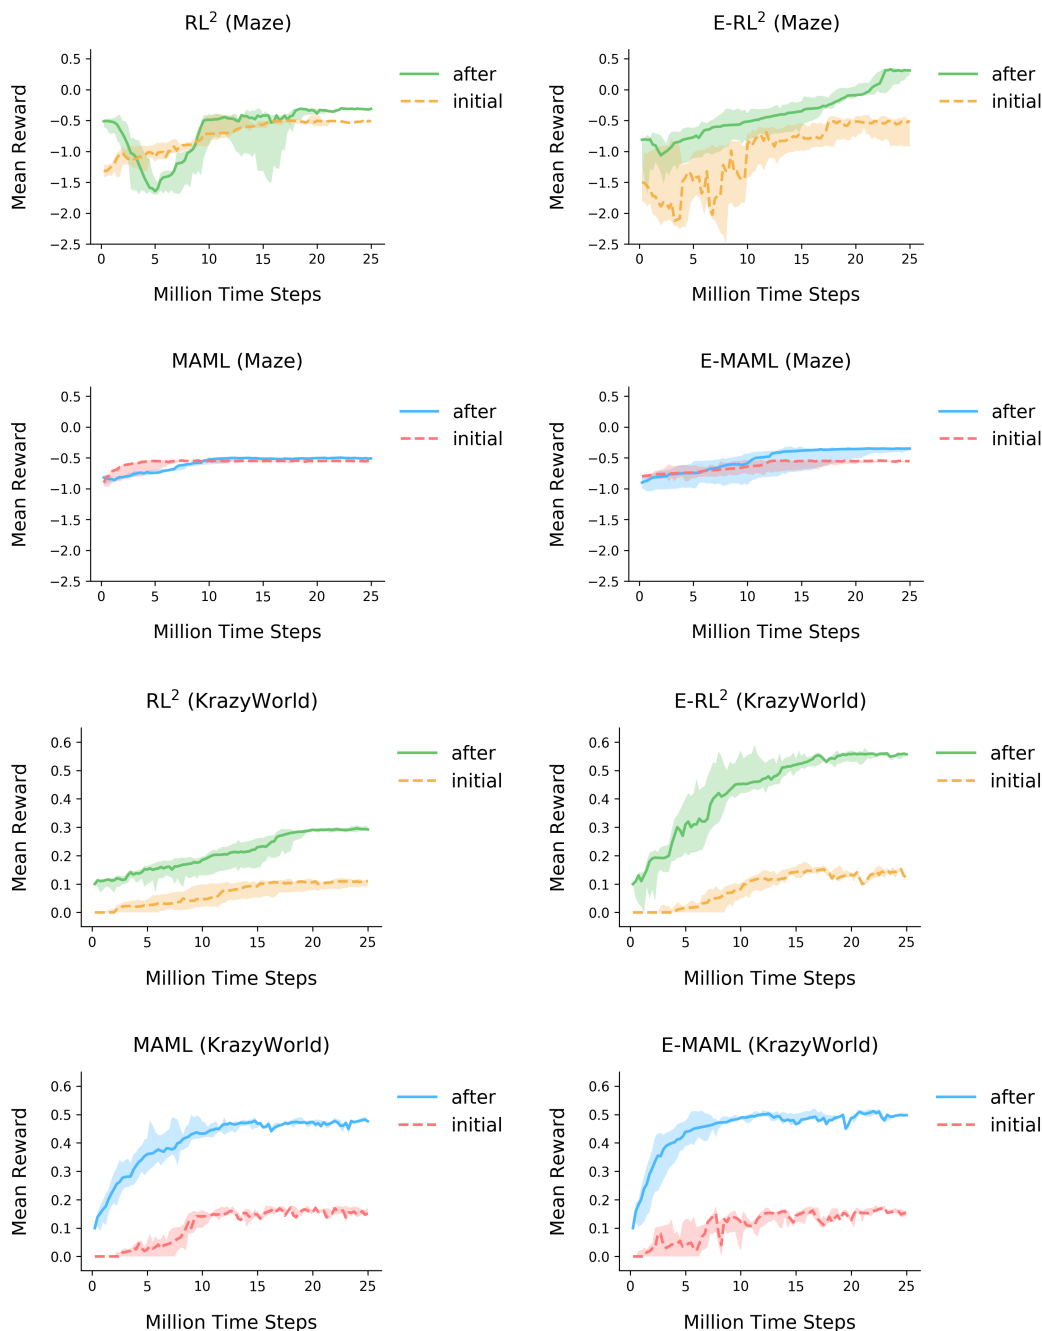 RL² (Maze)
Mean Reward
0.5
0.0
−0.5
−1.0
−1.5
−2.0
−2.5
0 5 10 15 20 25
Million Time Steps
after
initial
E-RL² (Maze)
Mean Reward
0.5
0.0
−0.5
−1.0
−1.5
−2.0
−2.5
0 5 10 15 20 25
Million Time Steps
after
initial
MAML (Maze)
Mean Reward
0.5
0.0
−0.5
−1.0
−1.5
−2.0
−2.5
0 5 10 15 20 25
Million Time Steps
after
initial
E-MAML (Maze)
Mean Reward
0.5
0.0
−0.5
−1.0
−1.5
−2.0
−2.5
0 5 10 15 20 25
Million Time Steps
after
initial
RL² (KrazyWorld)
Mean Reward
0.6
0.5
0.4
0.3
0.2
0.1
0.0
0 5 10 15 20 25
Million Time Steps
after
initial
E-RL² (KrazyWorld)
Mean Reward
0.6
0.5
0.4
0.3
0.2
0.1
0.0
0 5 10 15 20 25
Million Time Steps
after
initial
MAML (KrazyWorld)
Mean Reward
0.6
0.5
0.4
0.3
0.2
0.1
0.0
0 5 10 15 20 25
Million Time Steps
after
initial
E-MAML (KrazyWorld)
Mean Reward
0.6
0.5
0.4
0.3
0.2
0.1
0.0
0 5 10 15 20 25
Million Time Steps
after
initial